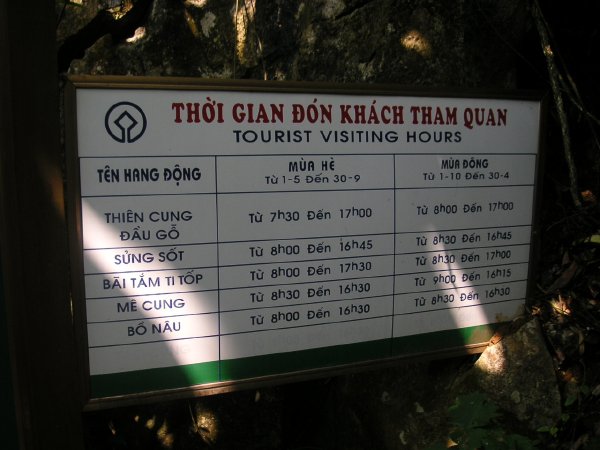 THỜI GIAN ĐÓN KHÁCH THAM QUAN
TOURIST VISITING HOURS
TÊN HANG ĐỘNG
MÙA HÈ
TỪ 1-5 ĐẾN 30-9
MÙA ĐÔNG
TỪ 1-10 ĐẾN 30-4
THIÊN CUNG
ĐẦU GỖ
TỪ 7h30 ĐẾN 17h00
TỪ 8h00 ĐẾN 17h00
SỬNG SỐT
TỪ 8h00 ĐẾN 16h45
TỪ 8h30 ĐẾN 16h45
BÃI TẮM TI TỐP
TỪ 8h00 ĐẾN 17h30
TỪ 8h30 ĐẾN 17h00
MÊ CUNG
TỪ 8h30 ĐẾN 16h30
TỪ 9h00 ĐẾN 16h15
BỒ NÂU
TỪ 8h00 ĐẾN 16h30
TỪ 8h30 ĐẾN 16h30